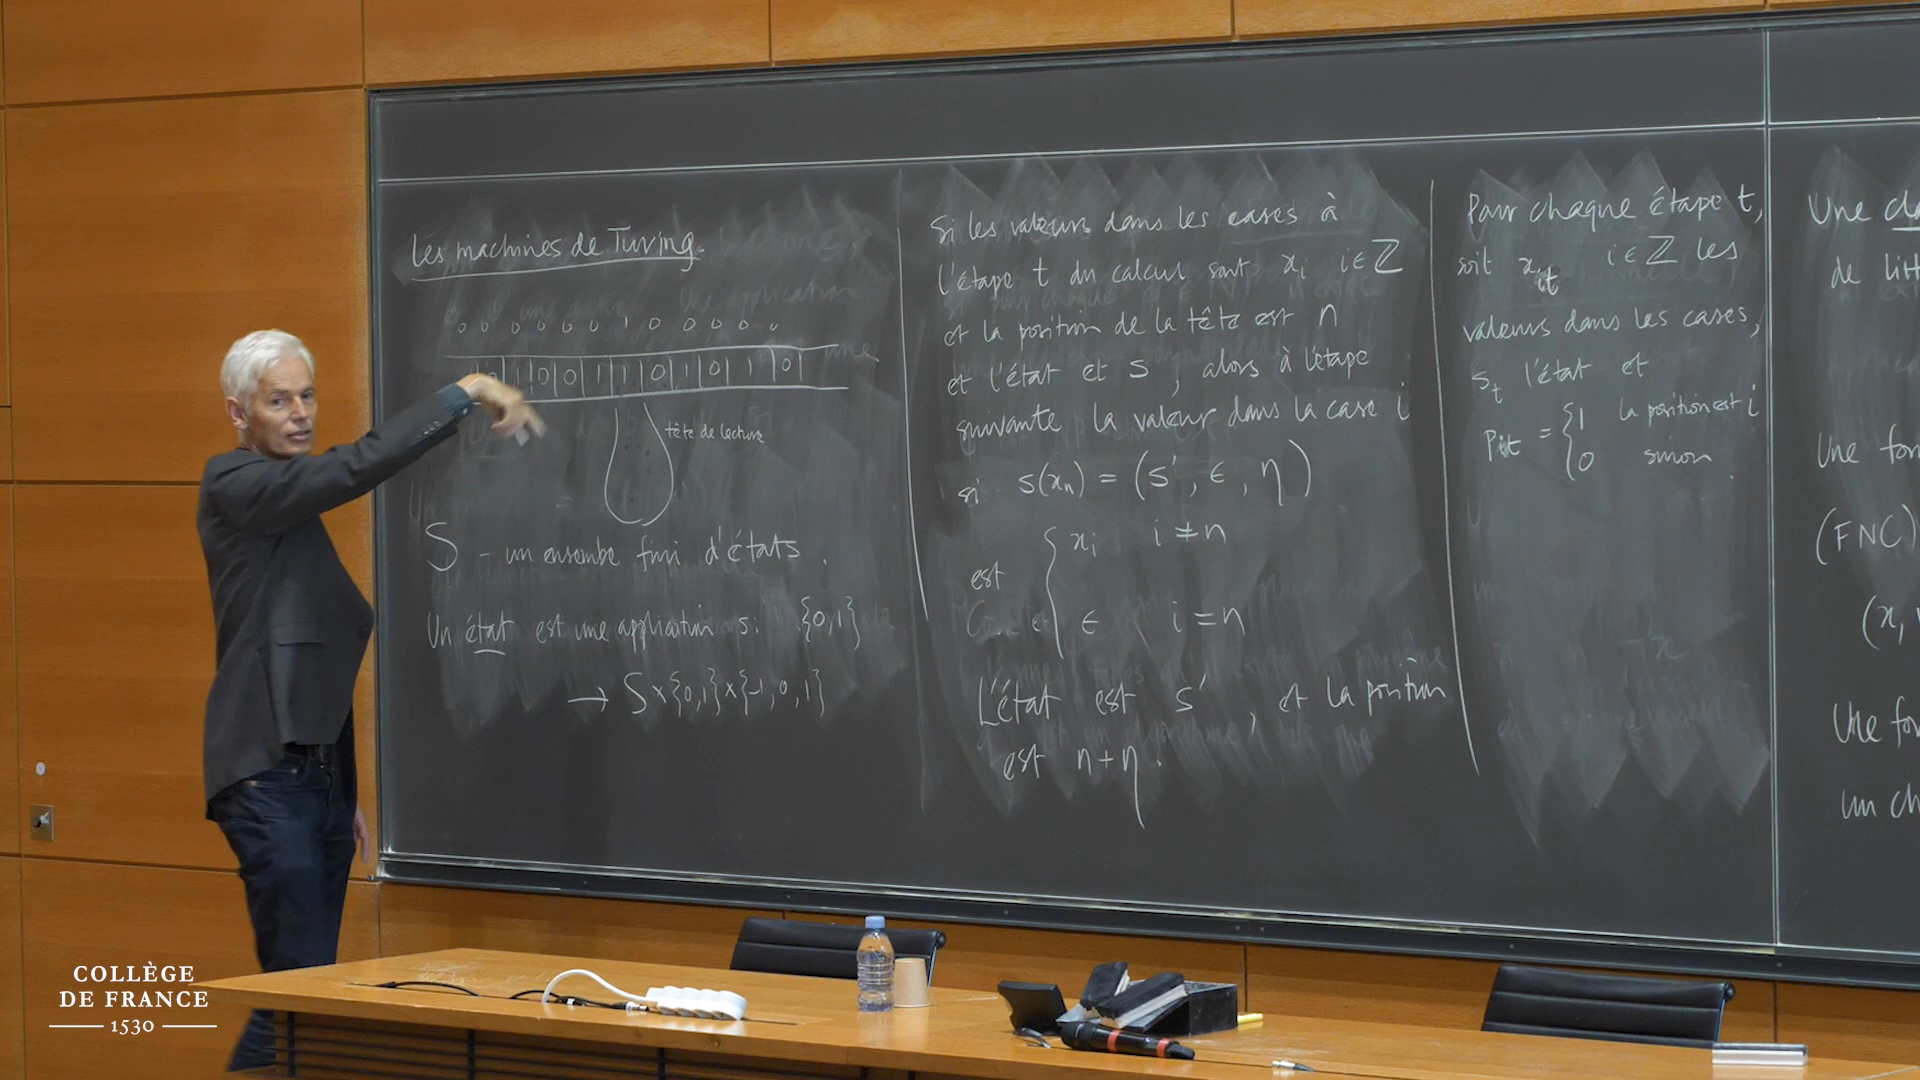 Les machines de Turing.
0 0 0 0 0 0 1 0 0 0 0 0
0 1 0 0 1 1 0 1 0 1 0
tête de lecture
S - un ensembe fini d'états.
Un état est une application s: {0,1}
→ S×{0,1}×{-1,0,1}
Si les valeurs dans les cases à
l'étape t du calcul sont xᵢ i∈ℤ
et la position de la tête est n
et l'état et s, alors à l'étape
suivante la valeur dans la case i
si s(xₙ) = (s', ϵ, η)
est { xᵢ i≠n
ϵ i=n
L'état est s', et la position
est n+η.
Pour chaque étape t,
soit xᵢₜ i∈ℤ les
valeurs dans les cases,
sₜ l'état et
pᵢₜ = { 1 la position est i
0 sinon.
Une
de
Une
(FNC)
(x,
Une
un
COLLÈGE
DE FRANCE
1530